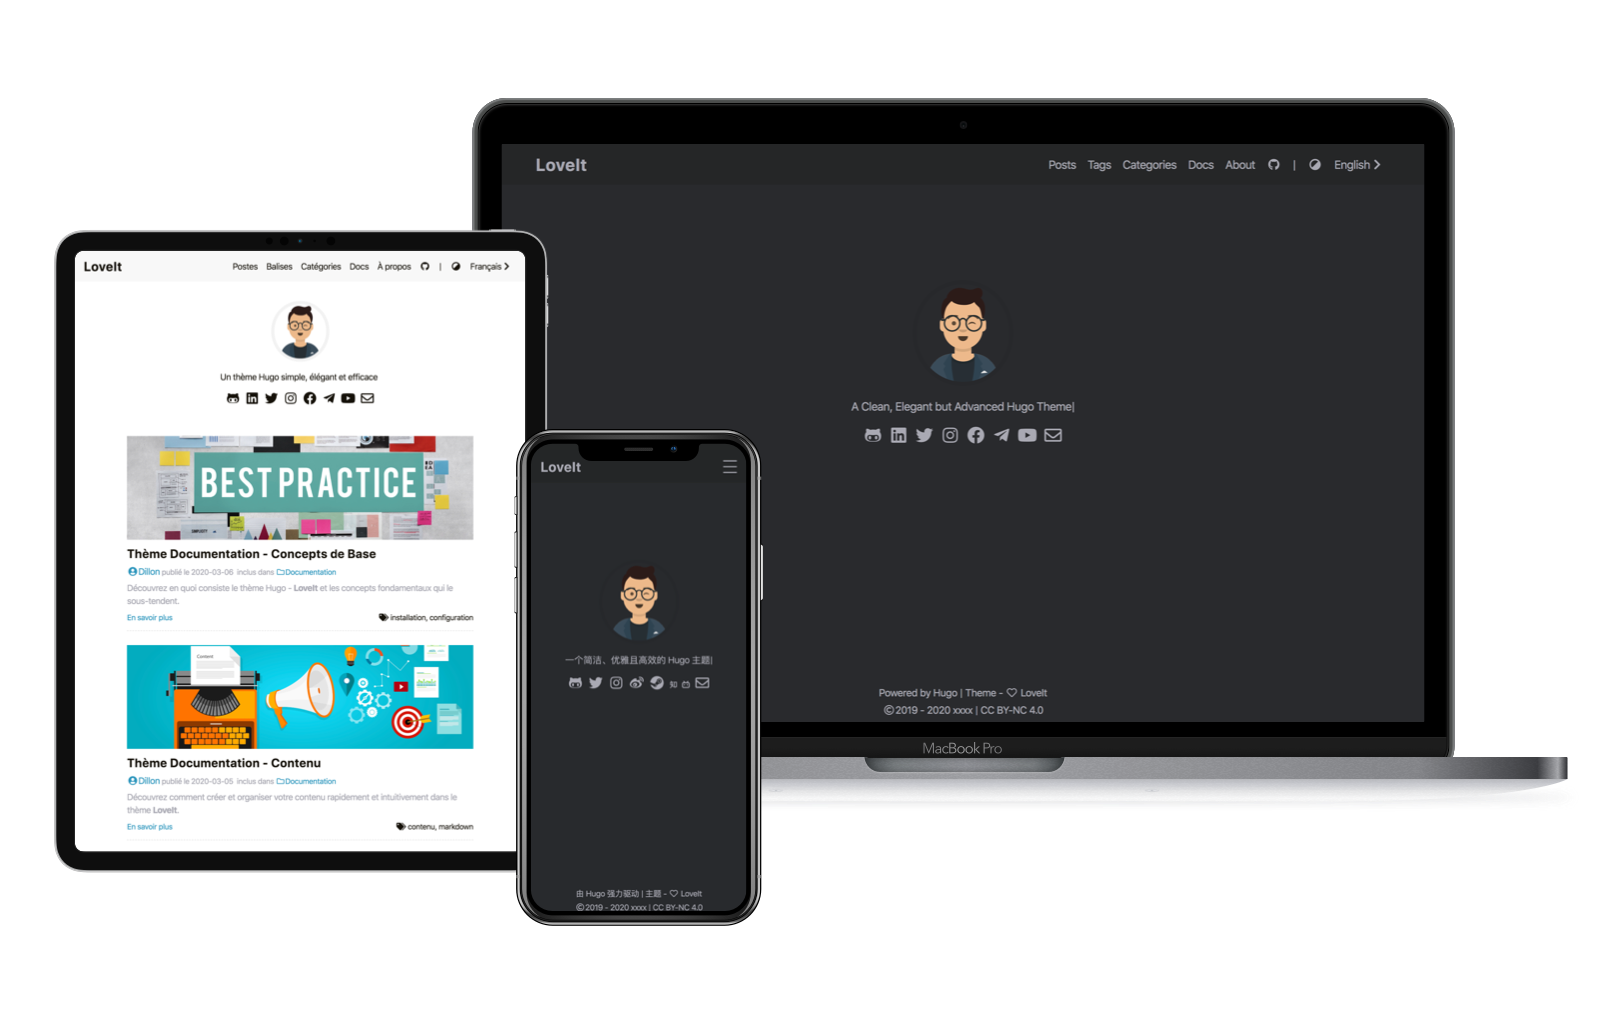 LoveIt
Posts Tags Categories Docs About | English
A Clean, Elegant but Advanced Hugo Theme|
Powered by Hugo | Theme - LoveIt
©2019 - 2020 xxxx | CC BY-NC 4.0
MacBook Pro
LoveIt
Postes Balises Catégories Docs À propos | Français
Un thème Hugo simple, élégant et efficace
BEST PRACTICE
Thème Documentation - Concepts de Base
Dillon publié le 2020-03-06 inclus dans Documentation
Découvrez en quoi consiste le thème Hugo - LoveIt et les concepts fondamentaux qui le
sous-tendent.
En savoir plus installation, configuration
Content
Thème Documentation - Contenu
Dillon publié le 2020-03-05 inclus dans Documentation
Découvrez comment créer et organiser votre contenu rapidement et intuitivement dans le
thème LoveIt.
En savoir plus contenu, markdown
LoveIt
一个简洁、优雅且高效的 Hugo 主题|
知
由 Hugo 强力驱动 | 主题 - LoveIt
©2019 - 2020 xxxx | CC BY-NC 4.0